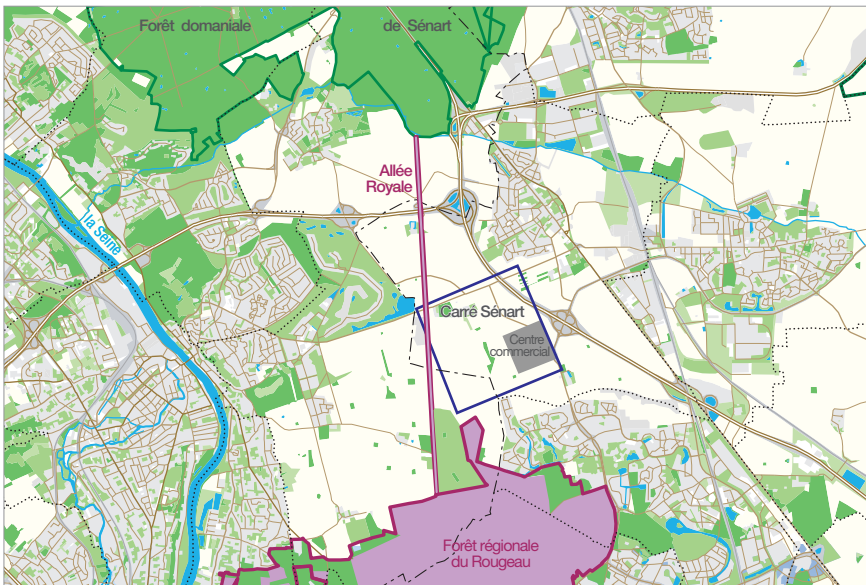 Forêt domaniale de Sénart
Allée
Royale
la Seine
Carré Sénart
Centre
commercial
Forêt régionale
du Rougeau